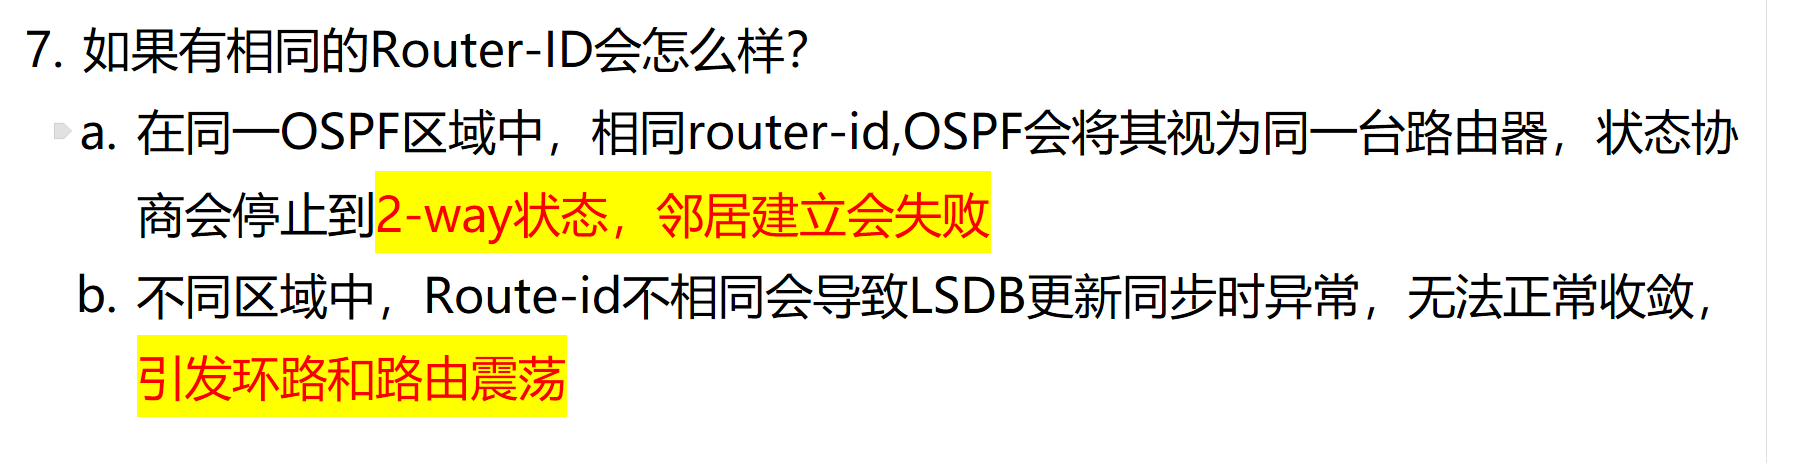 7. 如果有相同的Router-ID会怎么样?
a. 在同一OSPF区域中，相同router-id,OSPF会将其视为同一台路由器，状态协
商会停止到2-way状态，邻居建立会失败
b. 不同区域中，Route-id不相同会导致LSDB更新同步时异常，无法正常收敛，
引发环路和路由震荡